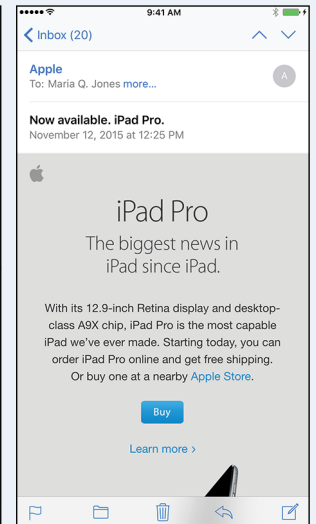 9:41 AM
Inbox (20)
Apple
A
To: Maria Q. Jones more...
Now available. iPad Pro.
November 12, 2015 at 12:25 PM
iPad Pro
The biggest news in
iPad since iPad.
With its 12.9-inch Retina display and desktop-
class A9X chip, iPad Pro is the most capable
iPad we've ever made. Starting today, you can
order iPad Pro online and get free shipping.
Or buy one at a nearby Apple Store.
Buy
Learn more >